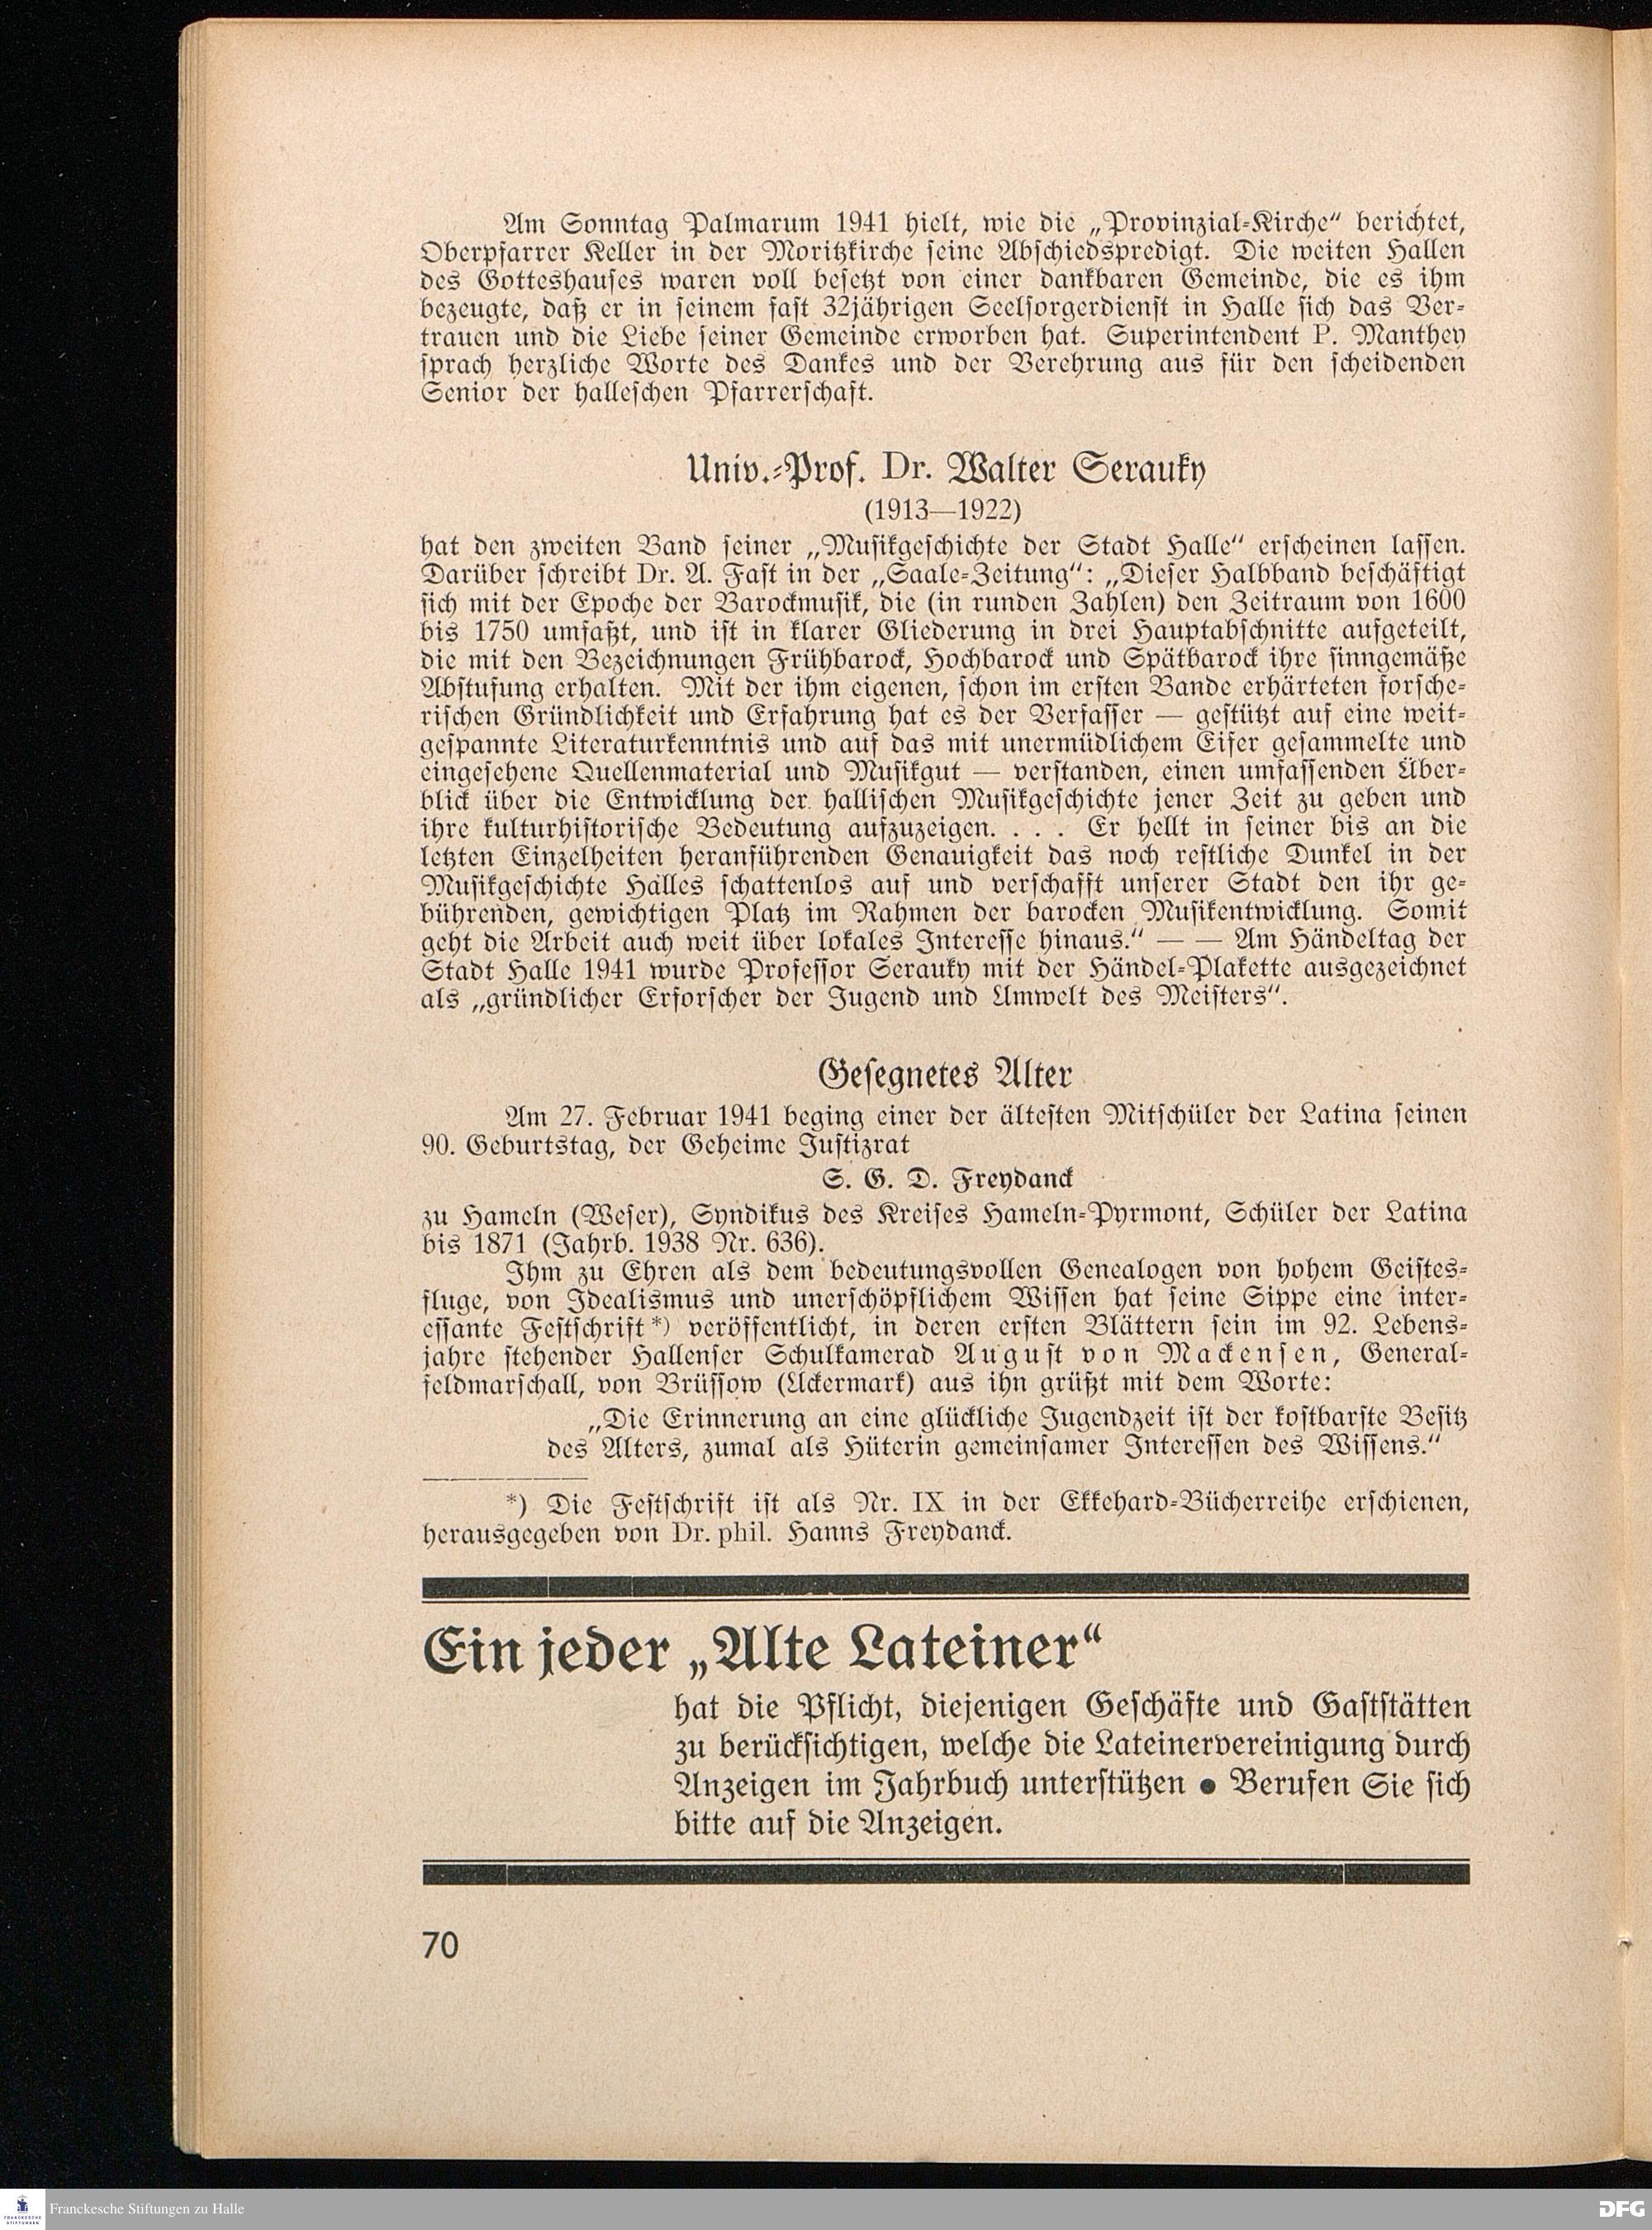 Am Sonntag Palmarum 1941 hielt, wie die „Provinzial-Kirche“ berichtet,
Oberpfarrer Keller in der Moritzkirche seine Abschiedspredigt. Die weiten Hallen
des Gotteshauses waren voll besetzt von einer dankbaren Gemeinde, die es ihm
bezeugte, daß er in seinem fast 32jährigen Seelsorgerdienst in Halle sich das Ver-
trauen und die Liebe seiner Gemeinde erworben hat. Superintendent P. Manthey
sprach herzliche Worte des Dankes und der Verehrung aus für den scheidenden
Senior der halleschen Pfarrerschaft.
Univ.-Prof. Dr. Walter Serauky
(1913—1922)
hat den zweiten Band seiner „Musikgeschichte der Stadt Halle“ erscheinen lassen.
Darüber schreibt Dr. A. Fast in der „Saale-Zeitung“: „Dieser Halbband beschäftigt
sich mit der Epoche der Barockmusik, die (in runden Zahlen) den Zeitraum von 1600
bis 1750 umfaßt, und ist in klarer Gliederung in drei Hauptabschnitte aufgeteilt,
die mit den Bezeichnungen Frühbarock, Hochbarock und Spätbarock ihre sinngemäße
Abstufung erhalten. Mit der ihm eigenen, schon im ersten Bande erhärteten forsche-
rischen Gründlichkeit und Erfahrung hat es der Verfasser — gestützt auf eine weit-
gespannte Literaturkenntnis und auf das mit unermüdlichem Eifer gesammelte und
eingesehene Quellenmaterial und Musikgut — verstanden, einen umfassenden Über-
blick über die Entwicklung der hallischen Musikgeschichte jener Zeit zu geben und
ihre kulturhistorische Bedeutung aufzuzeigen. . . . Er hellt in seiner bis an die
letzten Einzelheiten heranführenden Genauigkeit das noch restliche Dunkel in der
Musikgeschichte Halles schattenlos auf und verschafft unserer Stadt den ihr ge-
bührenden, gewichtigen Platz im Rahmen der barocken Musikentwicklung. Somit
geht die Arbeit auch weit über lokales Interesse hinaus.“ — — Am Händeltag der
Stadt Halle 1941 wurde Professor Serauky mit der Händel-Plakette ausgezeichnet
als „gründlicher Erforscher der Jugend und Umwelt des Meisters“.
Gesegnetes Alter
Am 27. Februar 1941 beging einer der ältesten Mitschüler der Latina seinen
90. Geburtstag, der Geheime Justizrat
S. G. D. Freydanck
zu Hameln (Weser), Syndikus des Kreises Hameln-Pyrmont, Schüler der Latina
bis 1871 (Jahrb. 1938 Nr. 636).
Ihm zu Ehren als dem bedeutungsvollen Genealogen von hohem Geistes-
fluge, von Idealismus und unerschöpflichem Wissen hat seine Sippe eine inter-
essante Festschrift*) veröffentlicht, in deren ersten Blättern sein im 92. Lebens-
jahre stehender Hallenser Schulkamerad August von Mackensen, General-
feldmarschall, von Brüssow (Uckermark) aus ihn grüßt mit dem Worte:
„Die Erinnerung an eine glückliche Jugendzeit ist der kostbarste Besitz
des Alters, zumal als Hüterin gemeinsamer Interessen des Wissens.“
*) Die Festschrift ist als Nr. IX in der Ekkehard-Bücherreihe erschienen,
herausgegeben von Dr. phil. Hanns Freydanck.
Ein jeder „Alte Lateiner“
hat die Pflicht, diejenigen Geschäfte und Gaststätten
zu berücksichtigen, welche die Lateinervereinigung durch
Anzeigen im Jahrbuch unterstützen ● Berufen Sie sich
bitte auf die Anzeigen.
70
FRANCKESCHE
STIFTUNGEN
Franckesche Stiftungen zu Halle
DFG